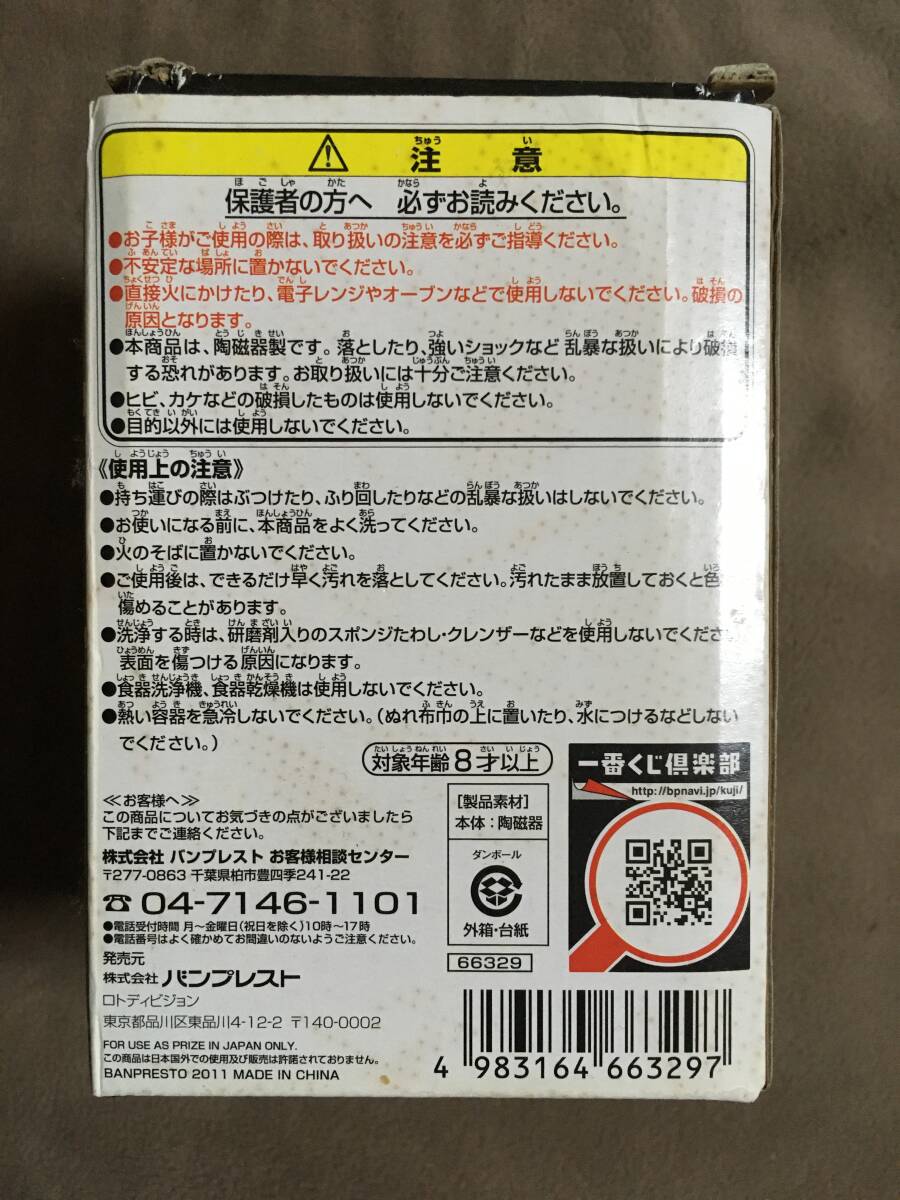 注意
保護者の方へ 必ずお読みください。
●お子様がご使用の際は、取り扱いの注意を必ずご指導ください。
●不安定な場所に置かないでください。
●直接火にかけたり、電子レンジやオーブンなどで使用しないでください。破損の
原因となります。
●本商品は、陶磁器製です。落としたり、強いショックなど乱暴な扱いにより破損
する恐れがあります。お取り扱いには十分ご注意ください。
●ヒビ、カケなどの破損したものは使用しないでください。
●目的以外には使用しないでください。
《使用上の注意》
●持ち運びの際はぶつけたり、ふり回したりなどの乱暴な扱いはしないでください。
●お使いになる前に、本商品をよく洗ってください。
●火のそばに置かないでください。
●ご使用後は、できるだけ早く汚れを落としてください。汚れたまま放置しておくと色
傷めることがあります。
●洗浄する時は、研磨剤入りのスポンジたわし・クレンザーなどを使用しないでくだ
表面を傷つける原因になります。
●食器洗浄機、食器乾燥機は使用しないでください。
●熱い容器を急冷しないでください。(ぬれ布巾の上に置いたり、水につけるなどしない
でください。)
対象年齢8才以上
≪お客様へ≫
この商品についてお気づきの点がございましたら
下記までご連絡ください。
株式会社 バンプレスト お客様相談センター
〒277-0863 千葉県柏市豊四季241-22
☎ 04-7146-1101
●電話受付時間 月～金曜日(祝日を除く)10時～17時
●電話番号はよく確かめてお間違いのないようご注意ください。
発売元
株式会社 バンプレスト
ロトディビジョン
東京都品川区東品川4-12-2 〒140-0002
FOR USE AS PRIZE IN JAPAN ONLY.
この商品は日本国外での使用及び販売は許諾されておりません。
BANPRESTO 2011 MADE IN CHINA
[製品素材]
本体：陶磁器
ダンボール
外箱・台紙
66329
一番くじ倶楽部
http://bpnavi.jp/kuji/
4 983164 663297